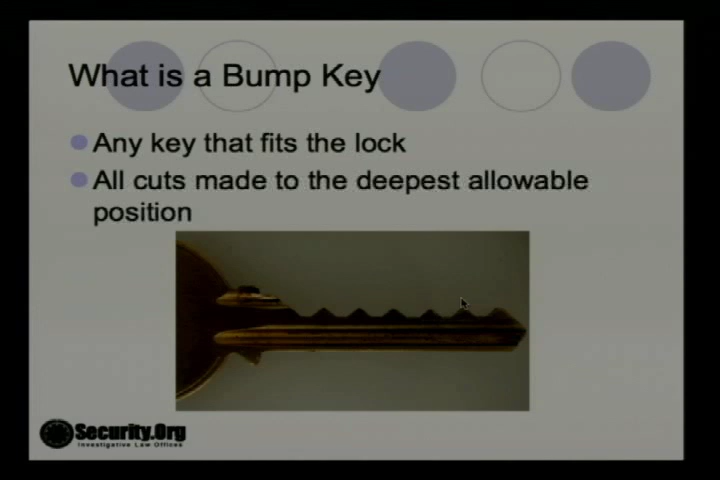 What is a Bump Key
Any key that fits the lock
All cuts made to the deepest allowable
position
Security.Org
Investigative Law Offices